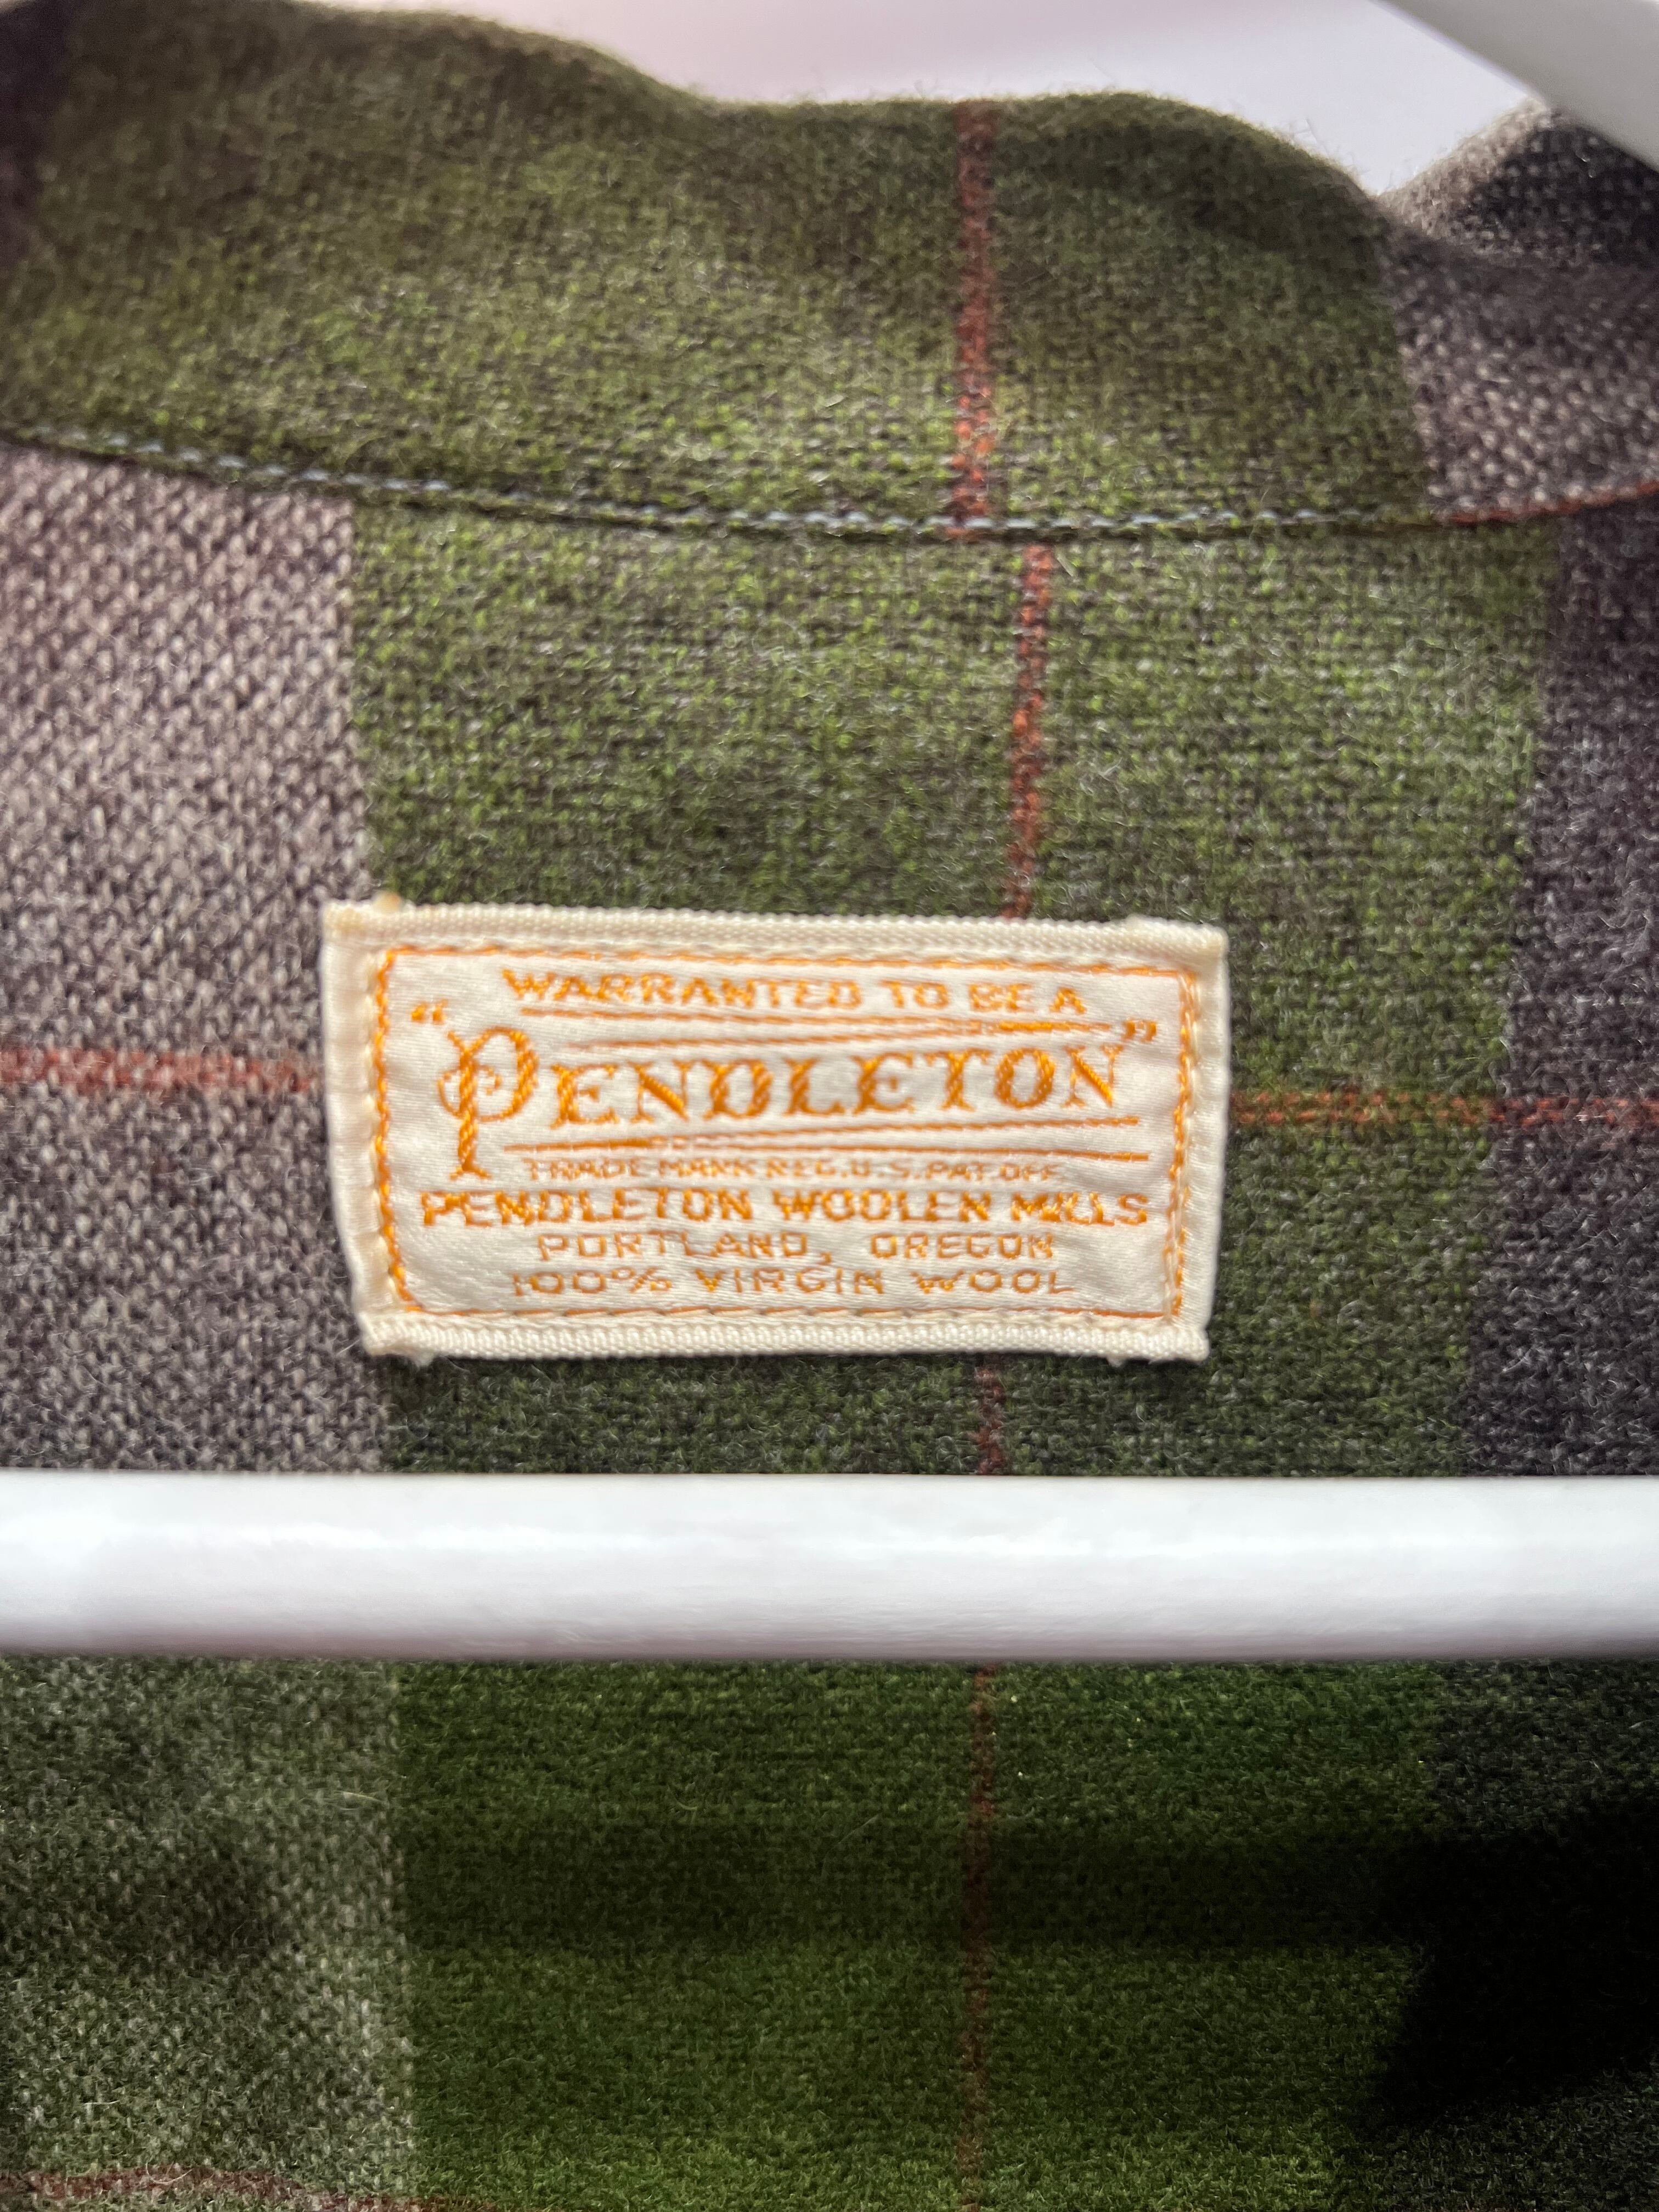 WARRANTED TO BE A
"PENDLETON"
TRADE MARK REG. U.S. PAT. OFF.
PENDLETON WOOLEN MILLS
PORTLAND, OREGON
100% VIRGIN WOOL